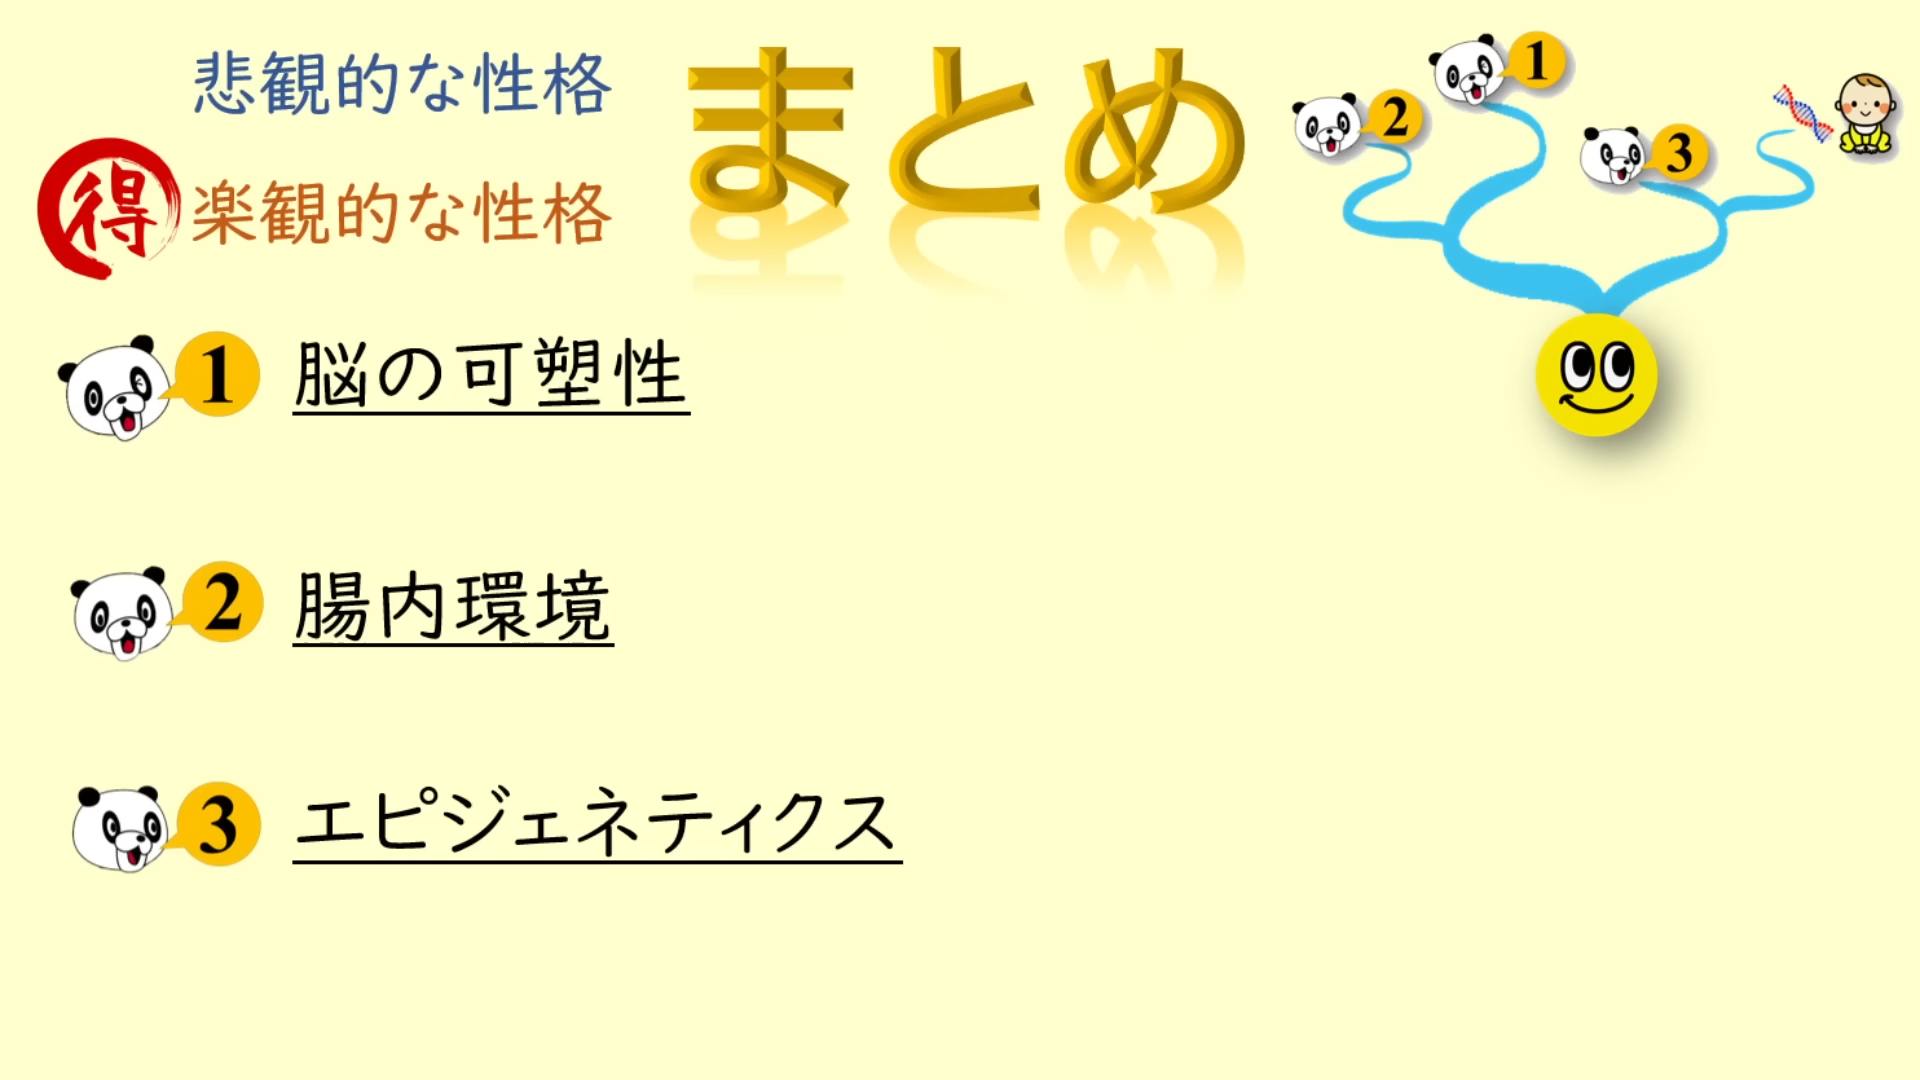 悲観的な性格
まとめ
得 楽観的な性格
1
2
3
1 脳の可塑性
2 腸内環境
3 エピジェネティクス